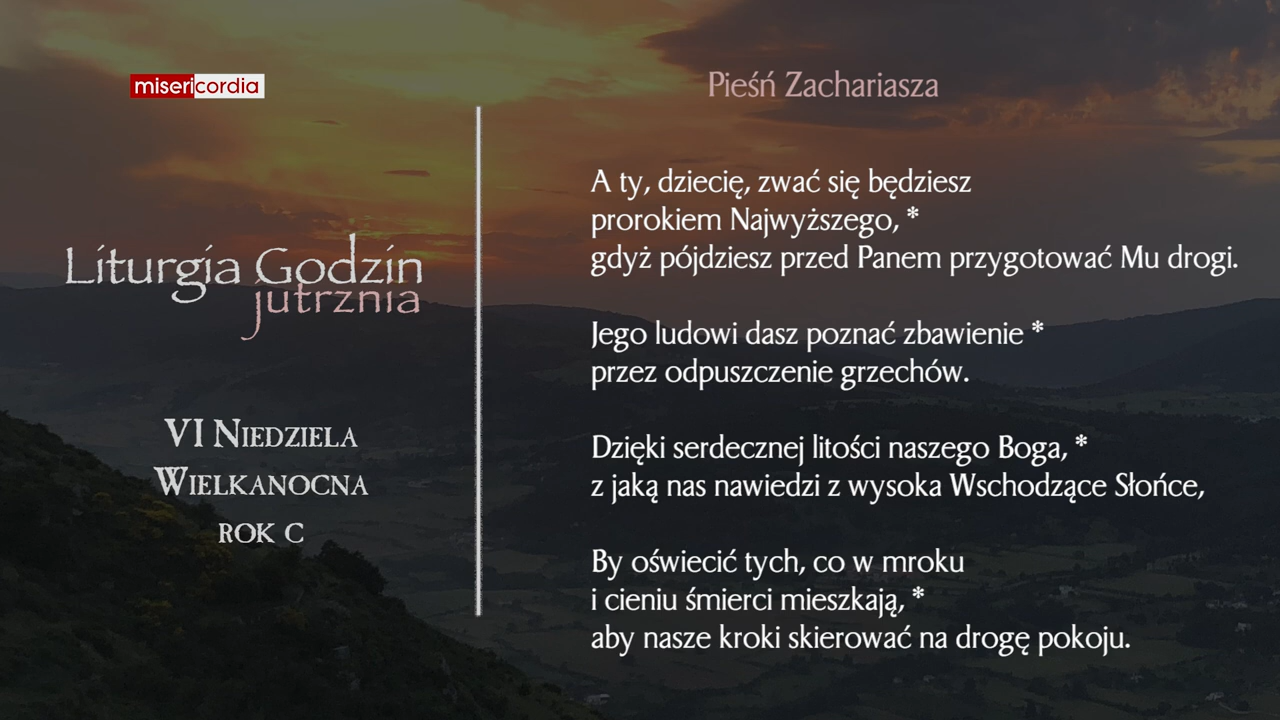 misericordia
Liturgia Godzin
jutrznia
VI Niedziela
Wielkanocna
rok C
Pieśń Zachariasza
A ty, dziecię, zwać się będziesz
prorokiem Najwyższego, *
gdyż pójdziesz przed Panem przygotować Mu drogi.
Jego ludowi dasz poznać zbawienie *
przez odpuszczenie grzechów.
Dzięki serdecznej litości naszego Boga, *
z jaką nas nawiedzi z wysoka Wschodzące Słońce,
By oświecić tych, co w mroku
i cieniu śmierci mieszkają, *
aby nasze kroki skierować na drogę pokoju.